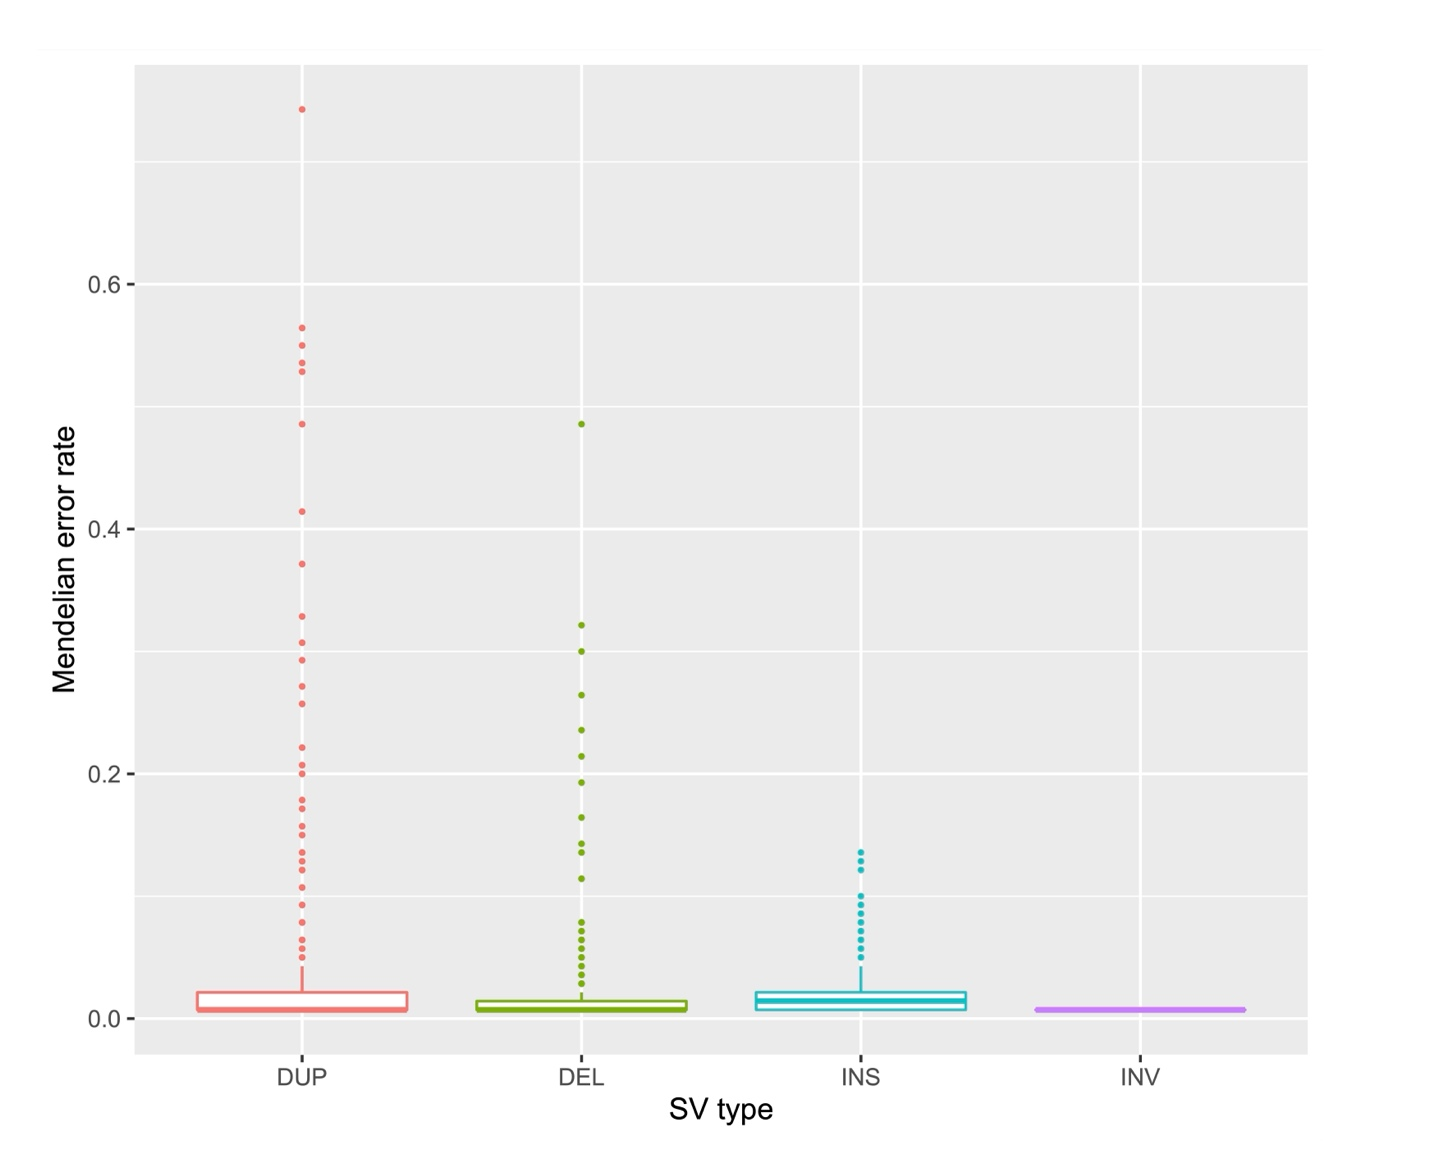 Mendelian error rate
0.6
0.4
0.2
0.0
DUP DEL INS INV
SV type